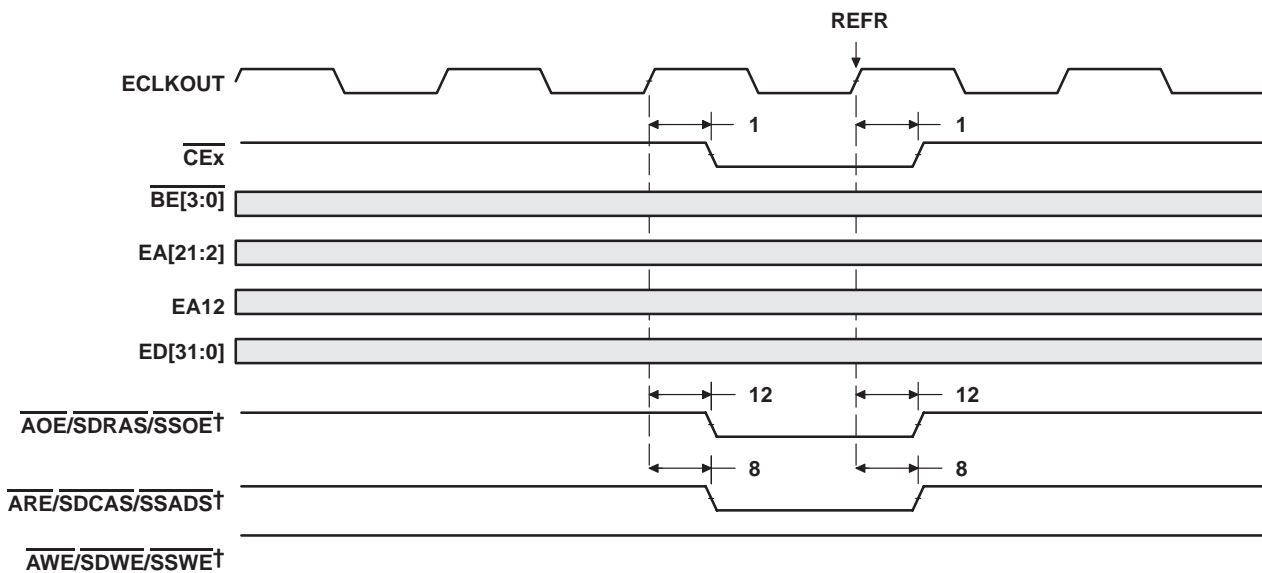 REFR
ECLKOUT
1 1
CEx
BE[3:0]
EA[21:2]
EA12
ED[31:0]
12 12
AOE/SDRAS/SSOE†
8 8
ARE/SDCAS/SSADS†
AWE/SDWE/SSWE†